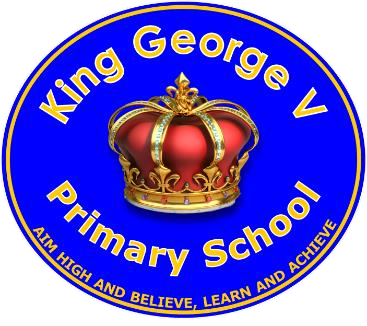 King George V
Primary School
AIM HIGH AND BELIEVE, LEARN AND ACHIEVE